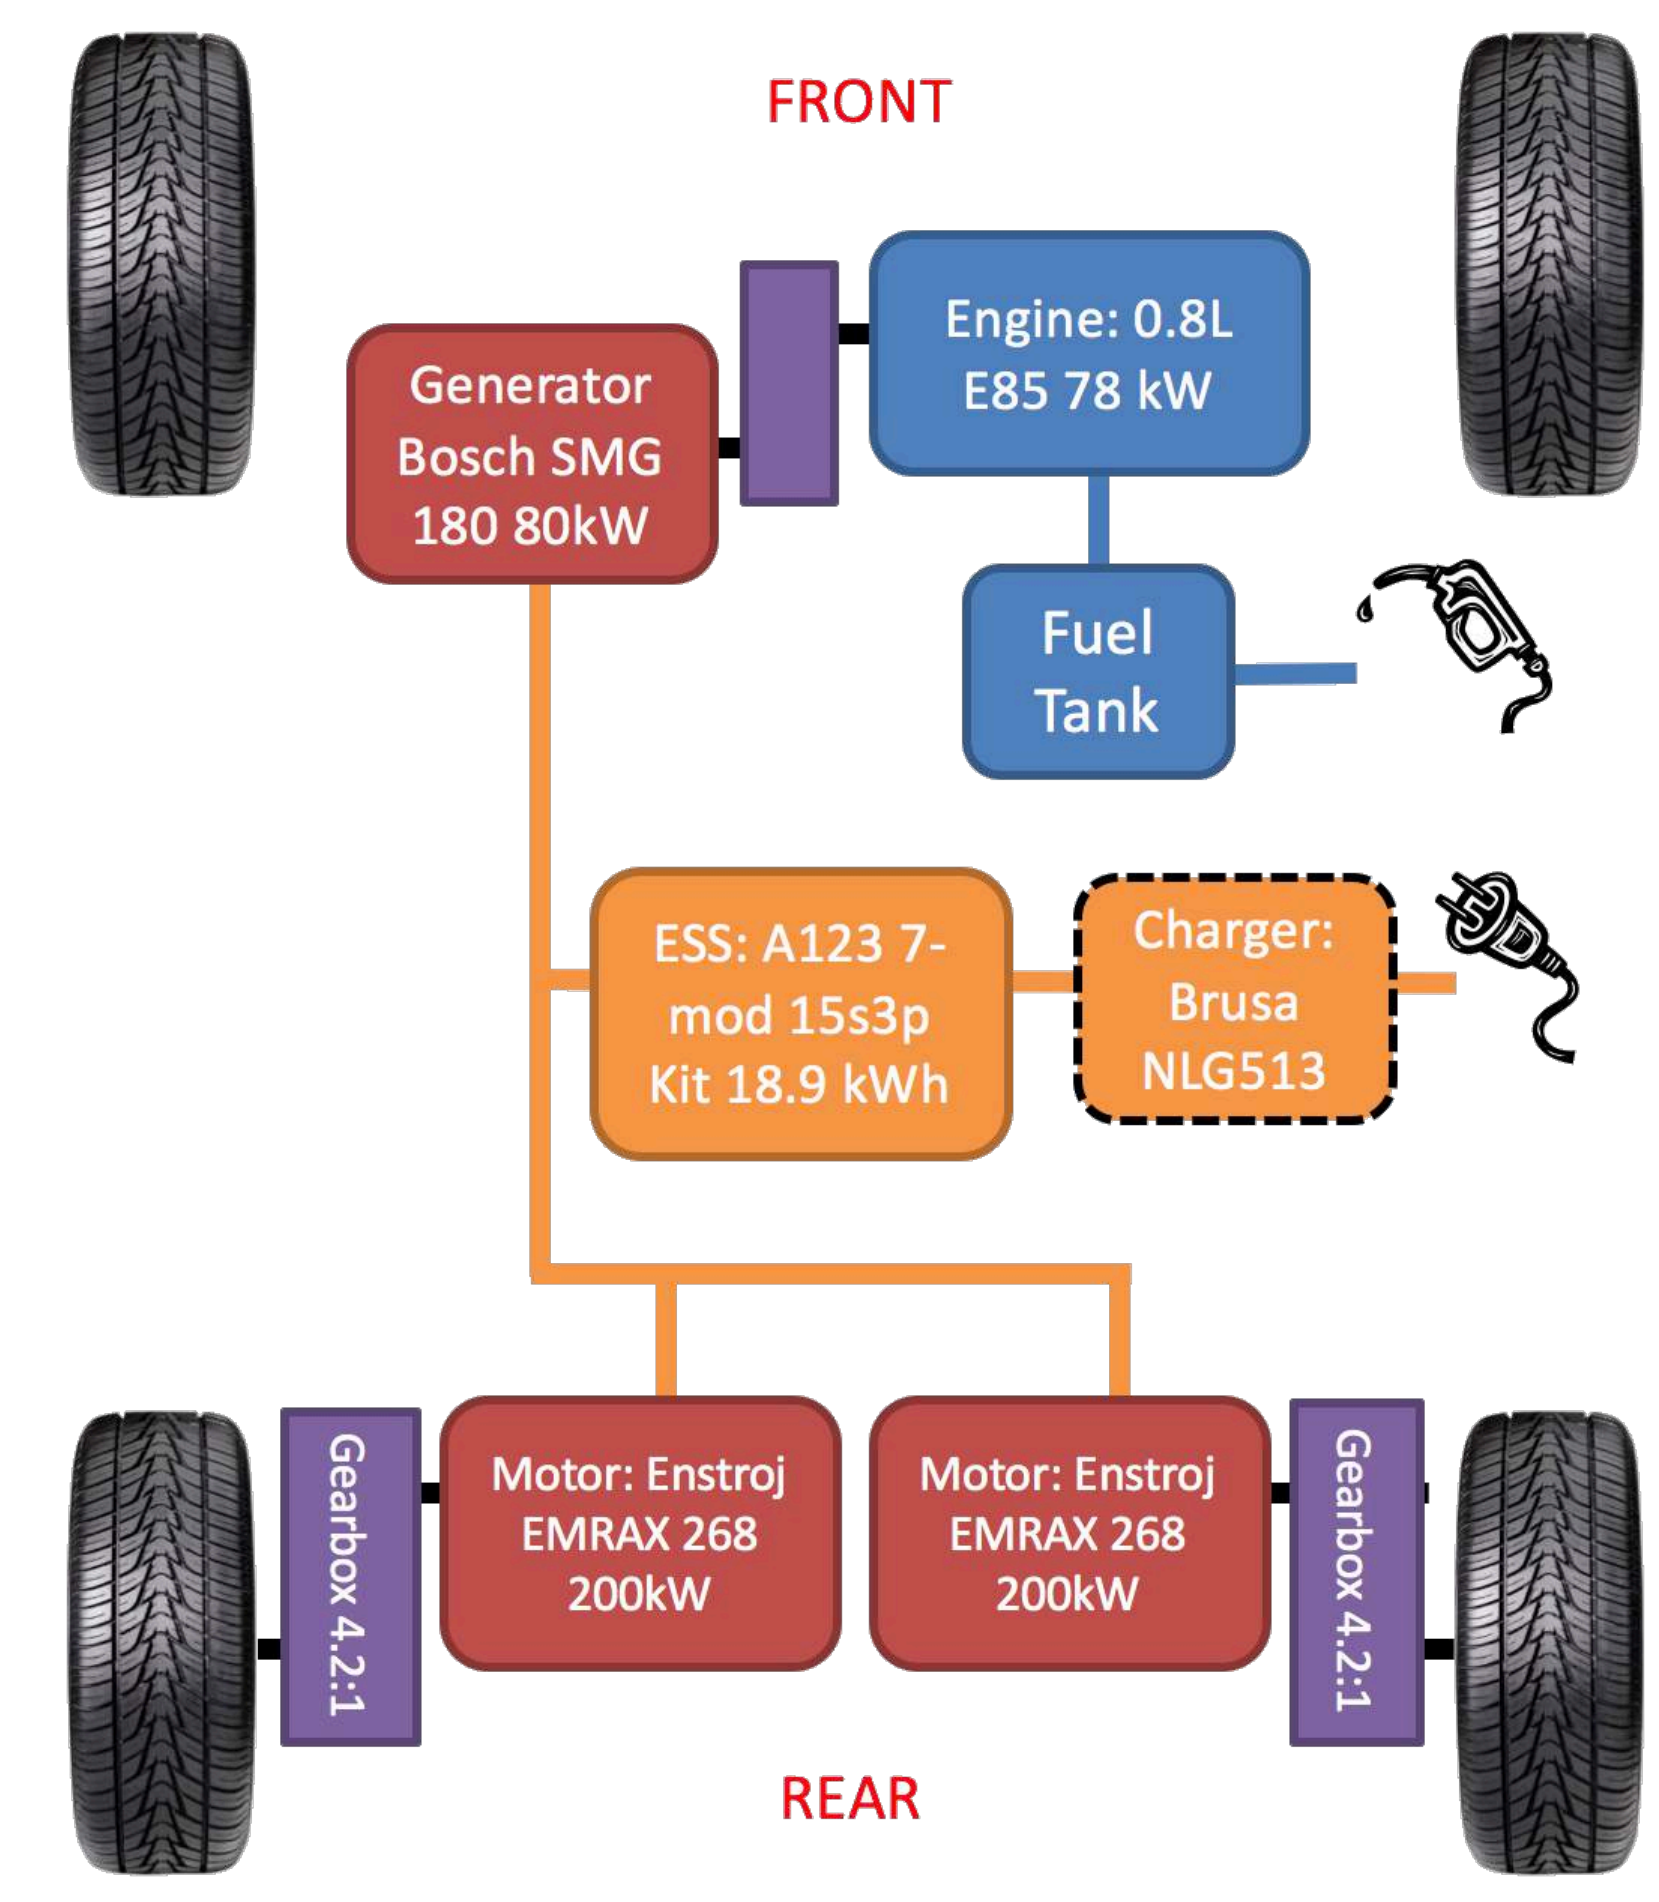 FRONT
Engine: 0.8L
E85 78 kW
Generator
Bosch SMG
180 80kW
Fuel
Tank
ESS: A123 7-
mod 15s3p
Kit 18.9 kWh
Charger:
Brusa
NLG513
Gearbox 4.2:1
Motor: Enstroj
EMRAX 268
200kW
Motor: Enstroj
EMRAX 268
200kW
Gearbox 4.2:1
REAR